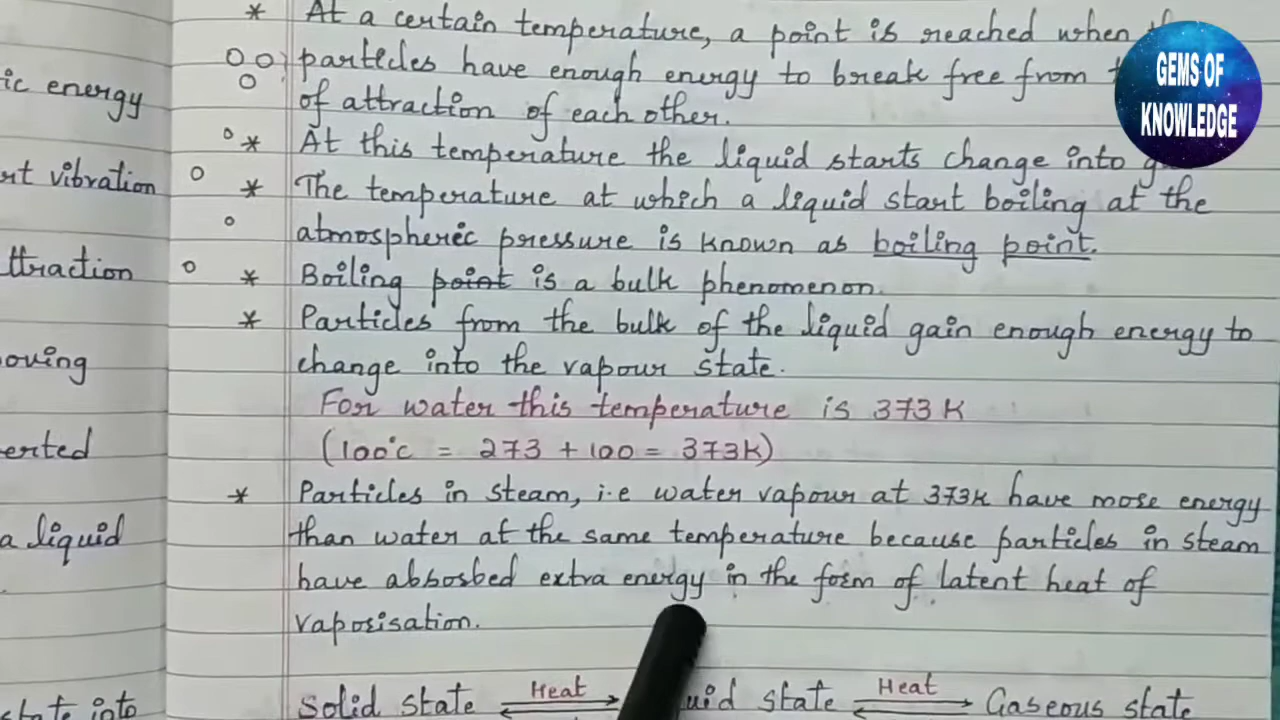 * At a certain temperature, a point is reached when
particles have enough energy to break free from
of attraction of each other.
* At this temperature the liquid starts change into
* The temperature at which a liquid start boiling at the
atmospheric pressure is known as boiling point.
* Boiling point is a bulk phenomenon.
* Particles from the bulk of the liquid gain enough energy to
change into the vapour state.
For water this temperature is 373 K
(100°C = 273 + 100 = 373K)
* Particles in steam, i.e water vapour at 373K have more energy
than water at the same temperature because particles in steam
have absorbed extra energy in the form of latent heat of
vaporisation.
Solid state Heat state Heat Gaseous state
ic energy
vibration
ttraction
oving
erted
a liquid
state into
GEMS OF
KNOWLEDGE